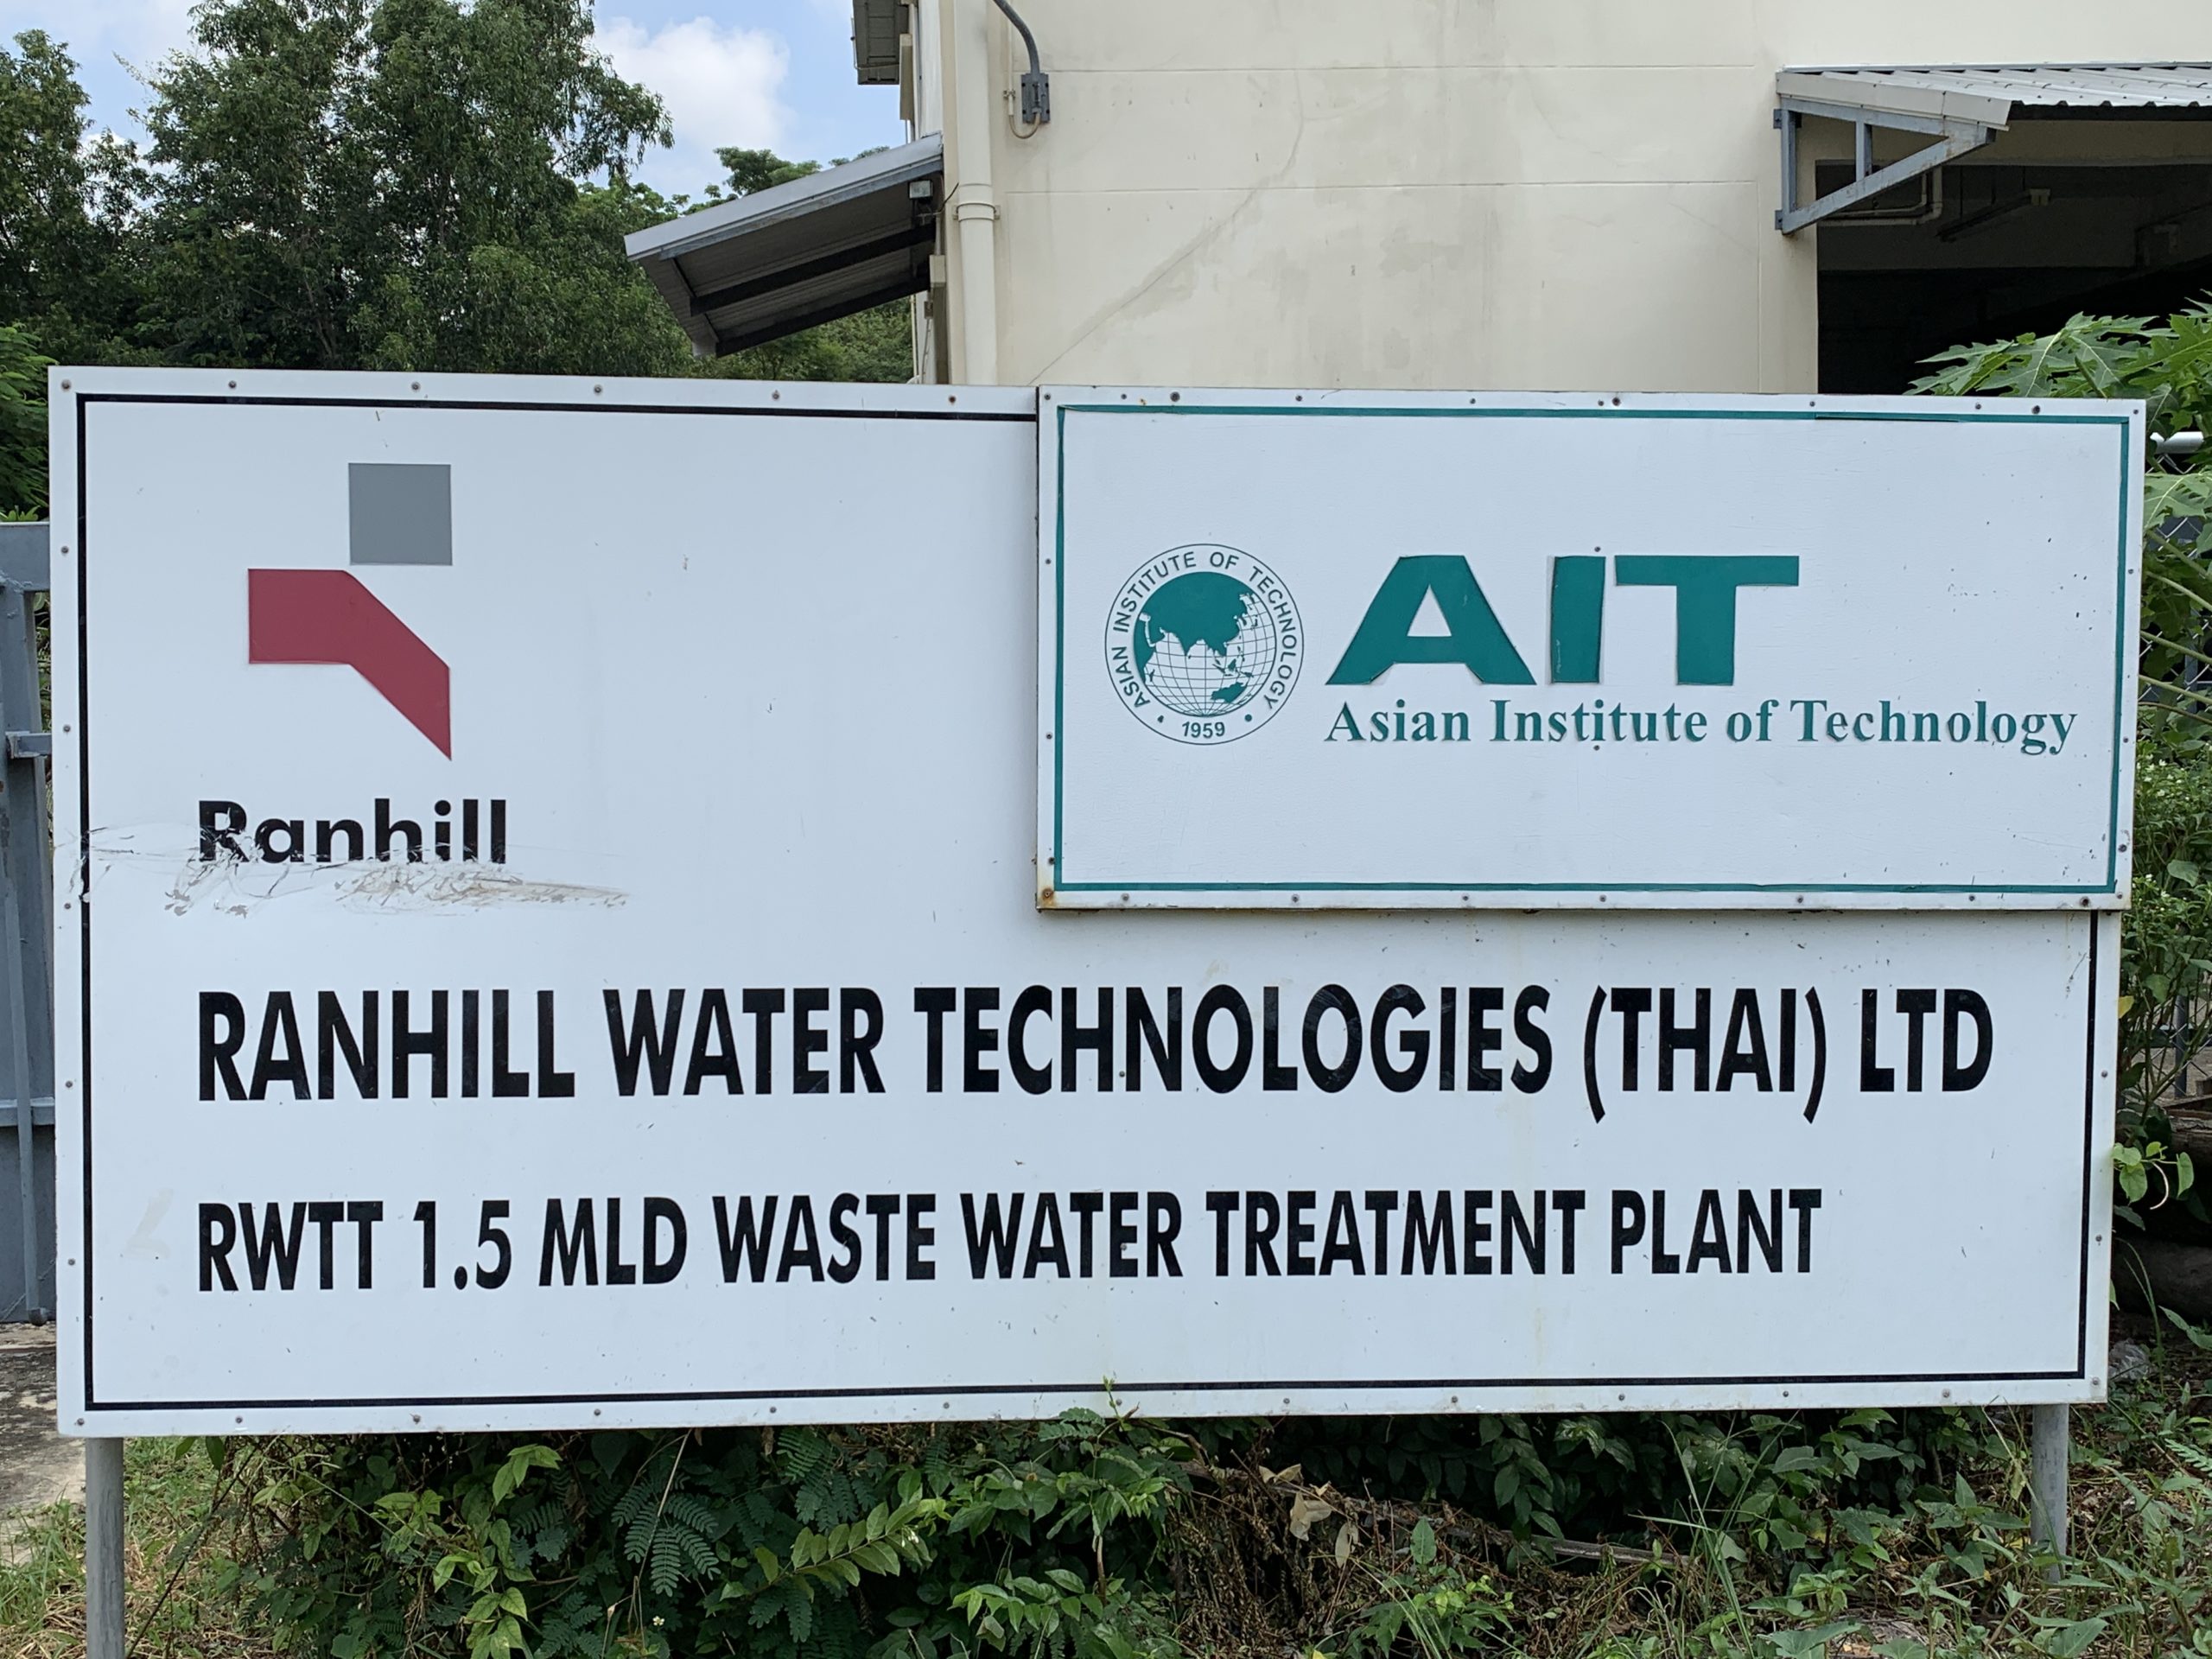 Ranhill
ASIAN INSTITUTE OF TECHNOLOGY
1959
AIT
Asian Institute of Technology
RANHILL WATER TECHNOLOGIES (THAI) LTD
RWTT 1.5 MLD WASTE WATER TREATMENT PLANT